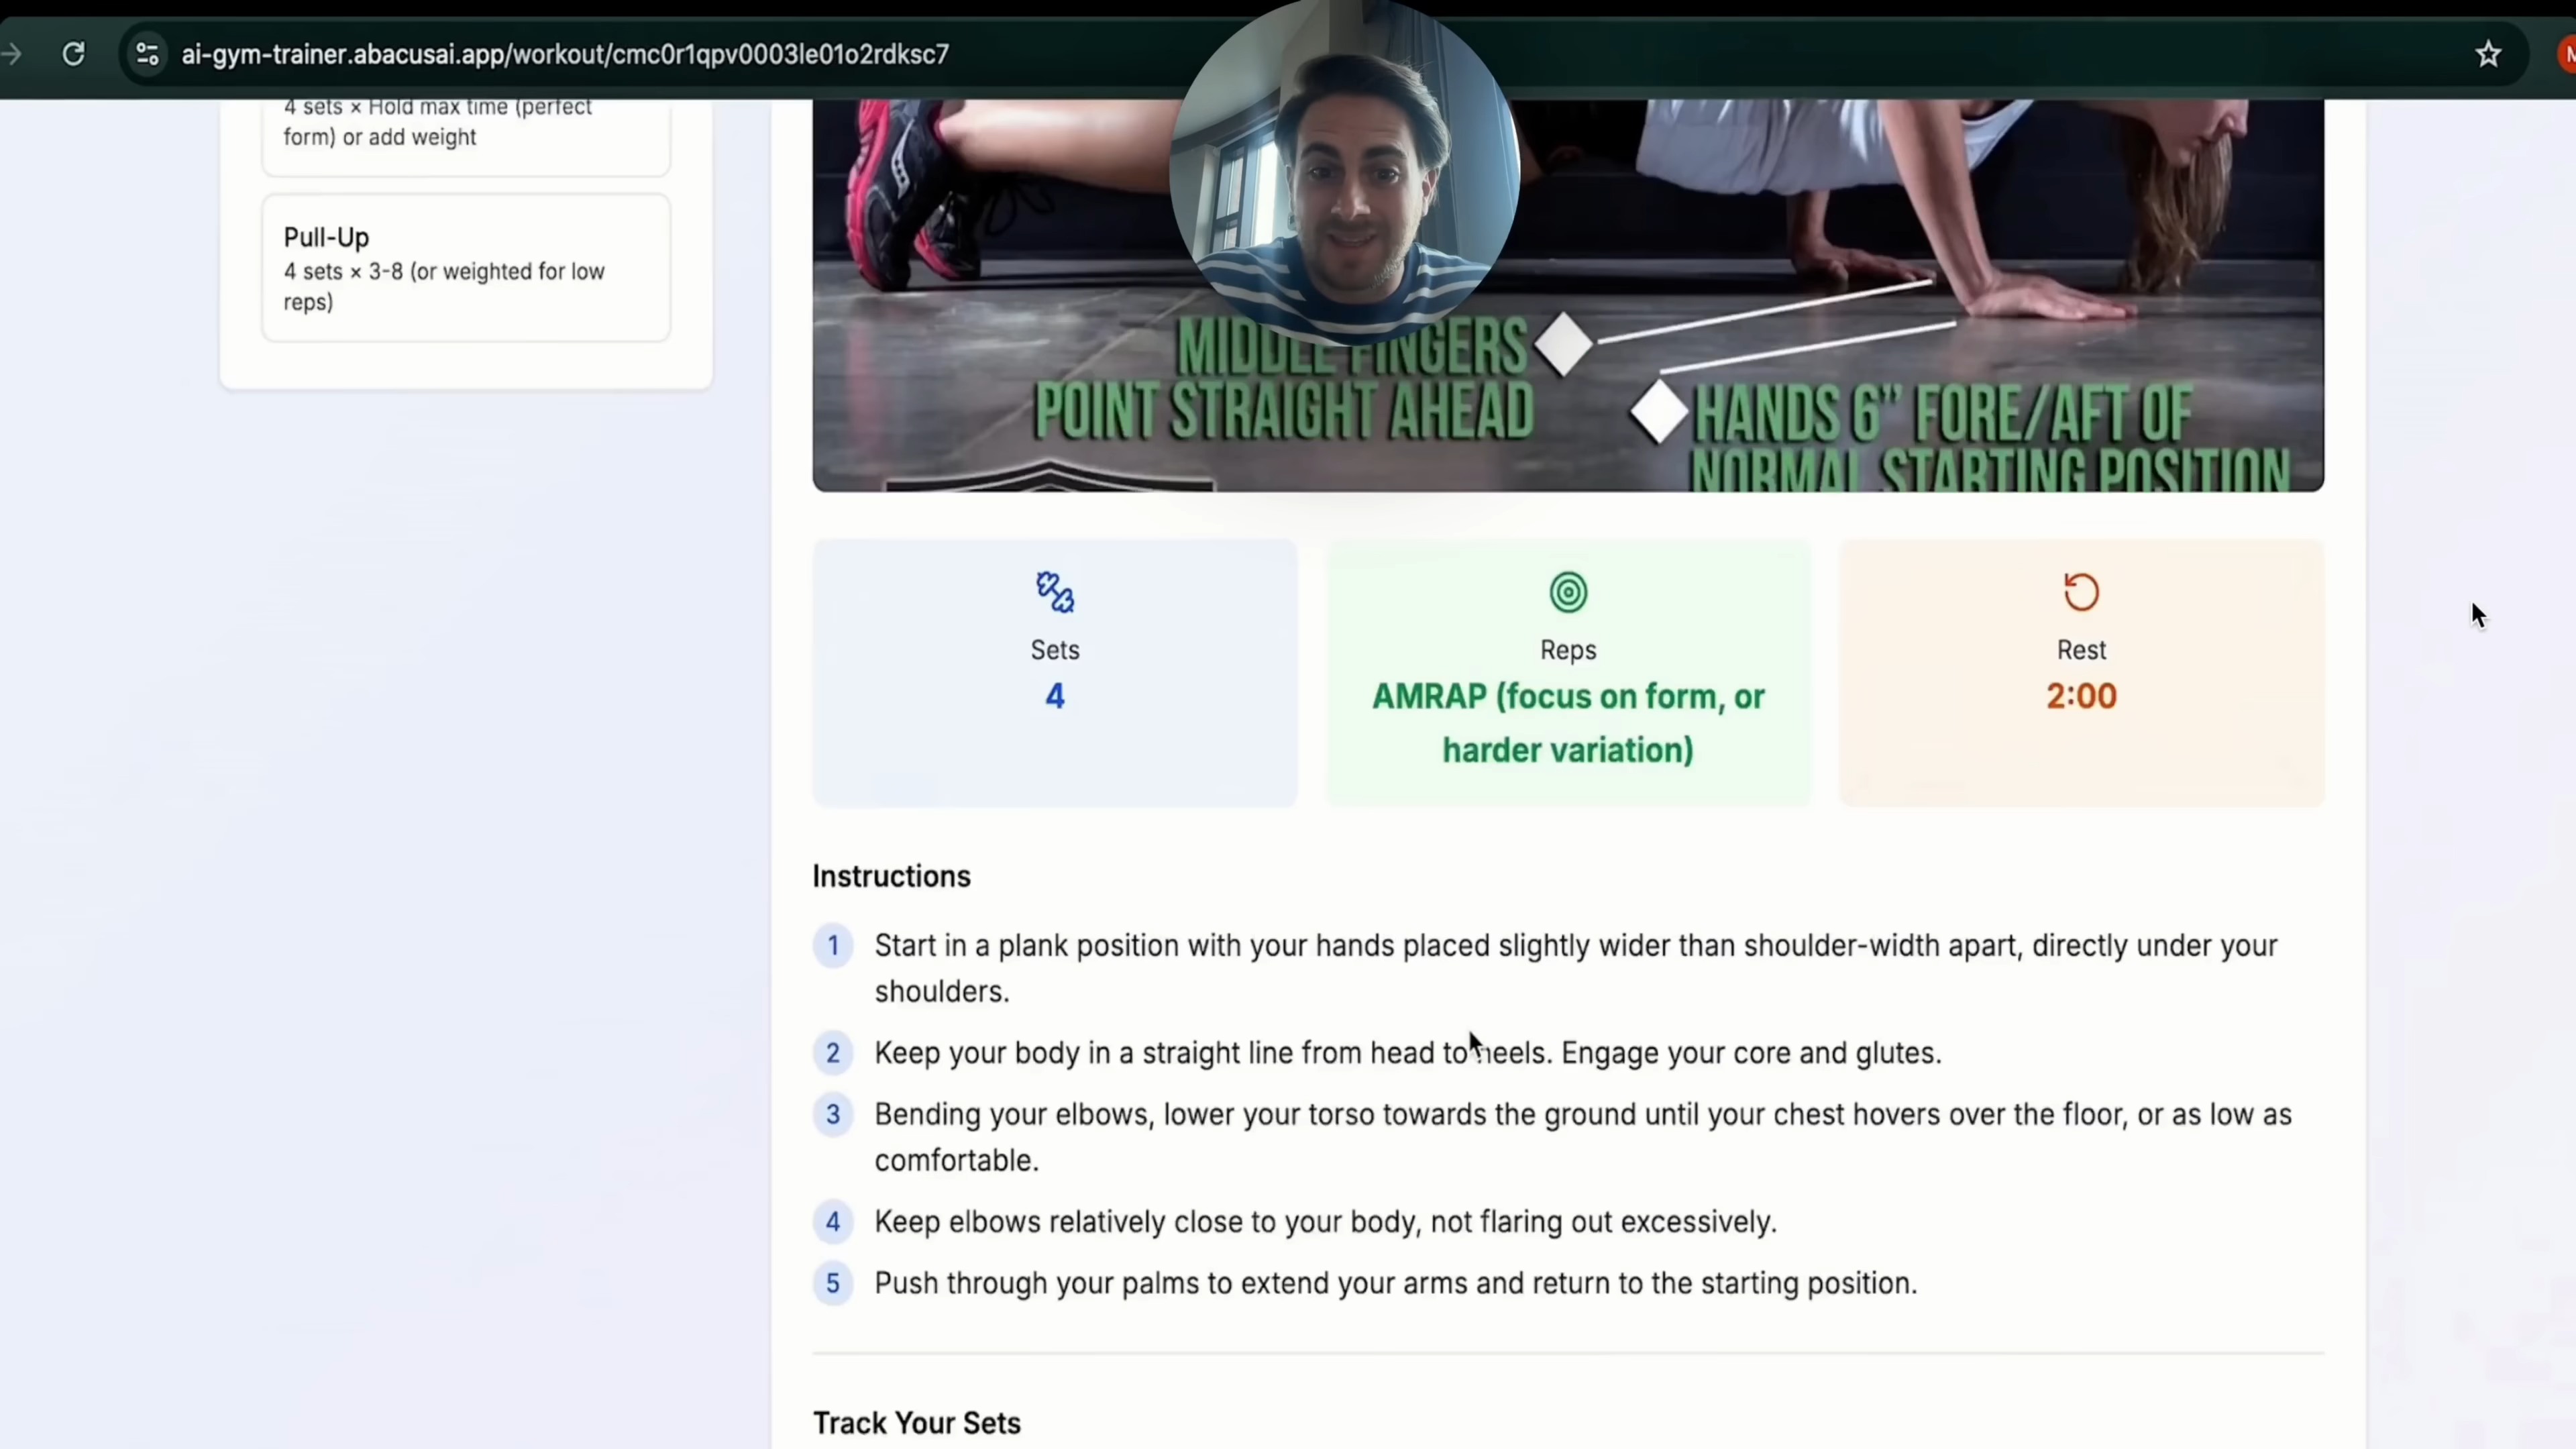 ai-gym-trainer.abacusai.app/workout/cmc0r1qpv0003le01o2rdksc7
4 sets × Hold max time (perfect
form) or add weight
Pull-Up
4 sets × 3-8 (or weighted for low
reps)
MIDDLE FINGERS
POINT STRAIGHT AHEAD
HANDS 6” FORE/AFT OF
NORMAL STARTING POSITION
Sets
4
Reps
AMRAP (focus on form, or
harder variation)
Rest
2:00
Instructions
1 Start in a plank position with your hands placed slightly wider than shoulder-width apart, directly under your
shoulders.
2 Keep your body in a straight line from head to heels. Engage your core and glutes.
3 Bending your elbows, lower your torso towards the ground until your chest hovers over the floor, or as low as
comfortable.
4 Keep elbows relatively close to your body, not flaring out excessively.
5 Push through your palms to extend your arms and return to the starting position.
Track Your Sets